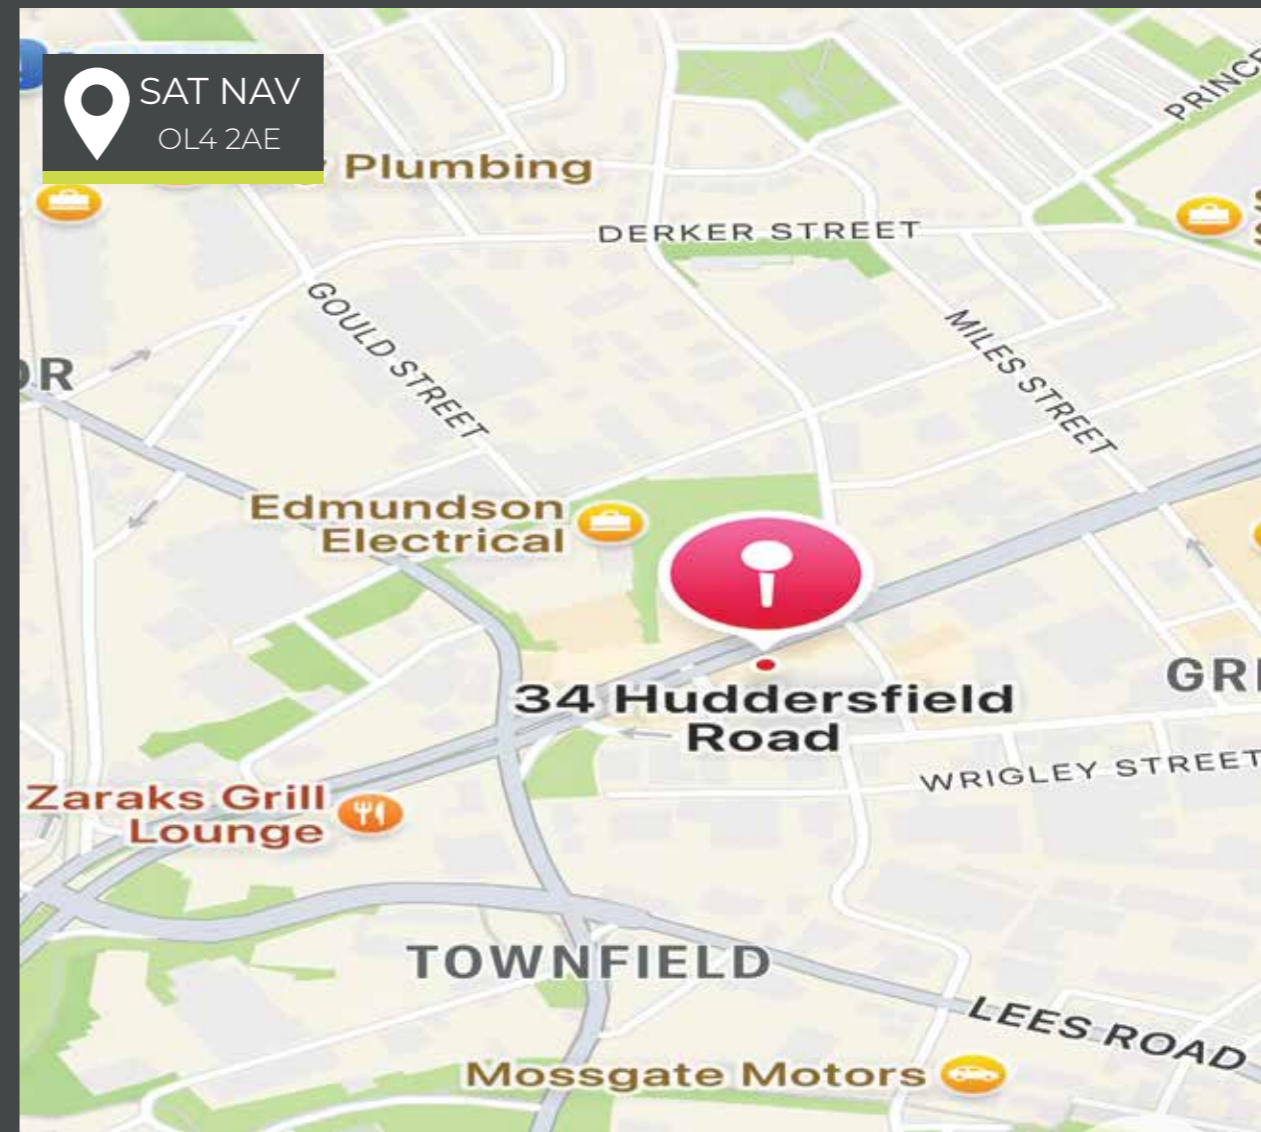 SAT NAV
OL4 2AE
Plumbing
DERKER STREET
GOULD STREET
MILES STREET
Edmundson
Electrical
34 Huddersfield
Road
WRIGLEY STREET
Zaraks Grill
Lounge
TOWNFIELD
LEES ROAD
Mossgate Motors